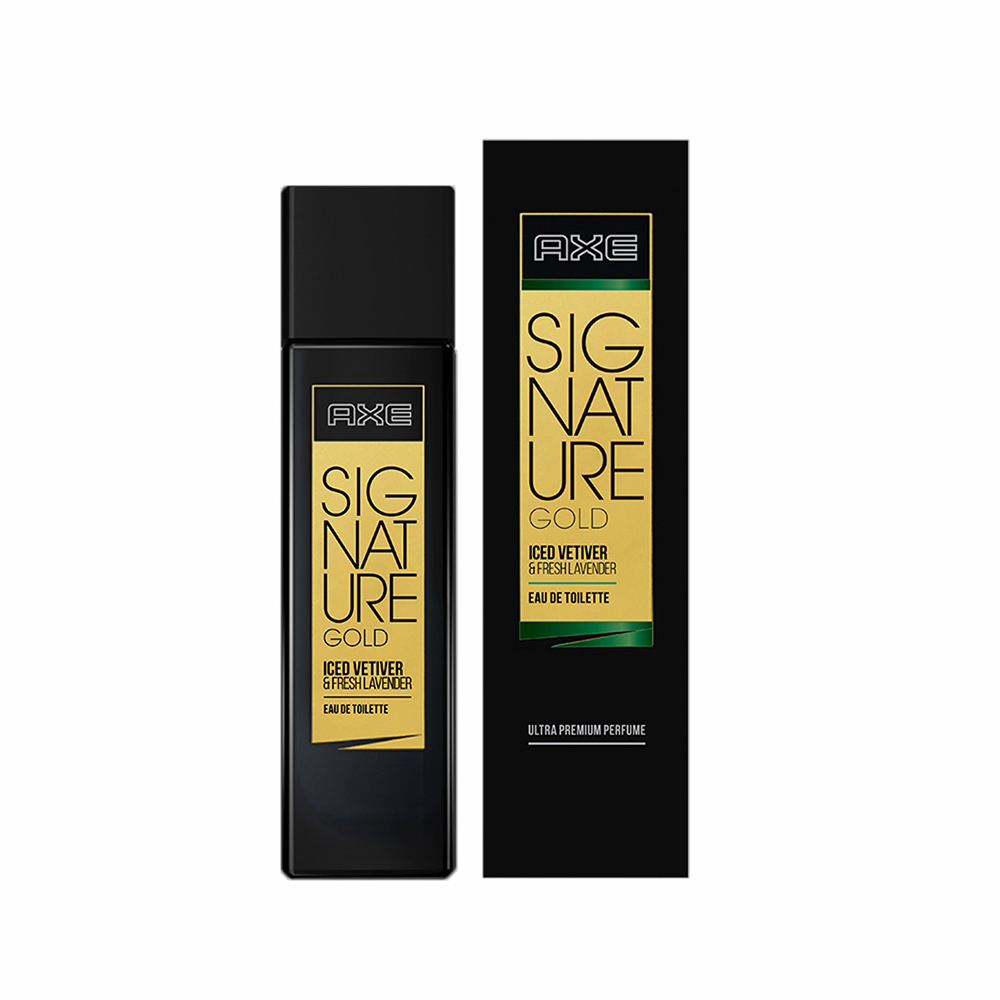 AXE
SIG
NAT
URE
GOLD
ICED VETIVER
& FRESH LAVENDER
EAU DE TOILETTE
AXE
SIG
NAT
URE
GOLD
ICED VETIVER
& FRESH LAVENDER
EAU DE TOILETTE
ULTRA PREMIUM PERFUME